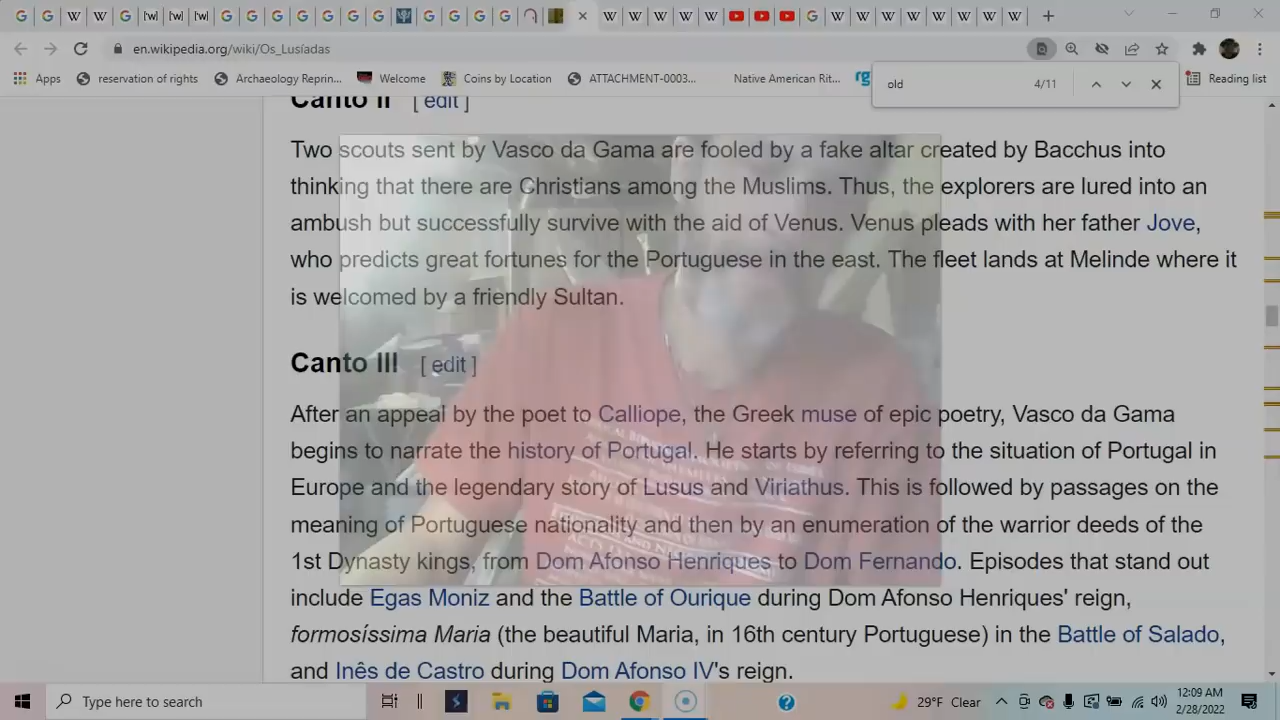 en.wikipedia.org/wiki/Os_Lusíadas
Apps reservation of rights Archaeology Reprin... Welcome Coins by Location ATTACHMENT-0003... Native American Rit... rg Reading list
old 4/11
Canto II [ edit ]
Two scouts sent by Vasco da Gama are fooled by a fake altar created by Bacchus into
thinking that there are Christians among the Muslims. Thus, the explorers are lured into an
ambush but successfully survive with the aid of Venus. Venus pleads with her father Jove,
who predicts great fortunes for the Portuguese in the east. The fleet lands at Melinde where it
is welcomed by a friendly Sultan.
Canto III [ edit ]
After an appeal by the poet to Calliope, the Greek muse of epic poetry, Vasco da Gama
begins to narrate the history of Portugal. He starts by referring to the situation of Portugal in
Europe and the legendary story of Lusus and Viriathus. This is followed by passages on the
meaning of Portuguese nationality and then by an enumeration of the warrior deeds of the
1st Dynasty kings, from Dom Afonso Henriques to Dom Fernando. Episodes that stand out
include Egas Moniz and the Battle of Ourique during Dom Afonso Henriques' reign,
formosíssima Maria (the beautiful Maria, in 16th century Portuguese) in the Battle of Salado,
and Inês de Castro during Dom Afonso IV's reign.
Type here to search
29°F Clear
12:09 AM
2/28/2022